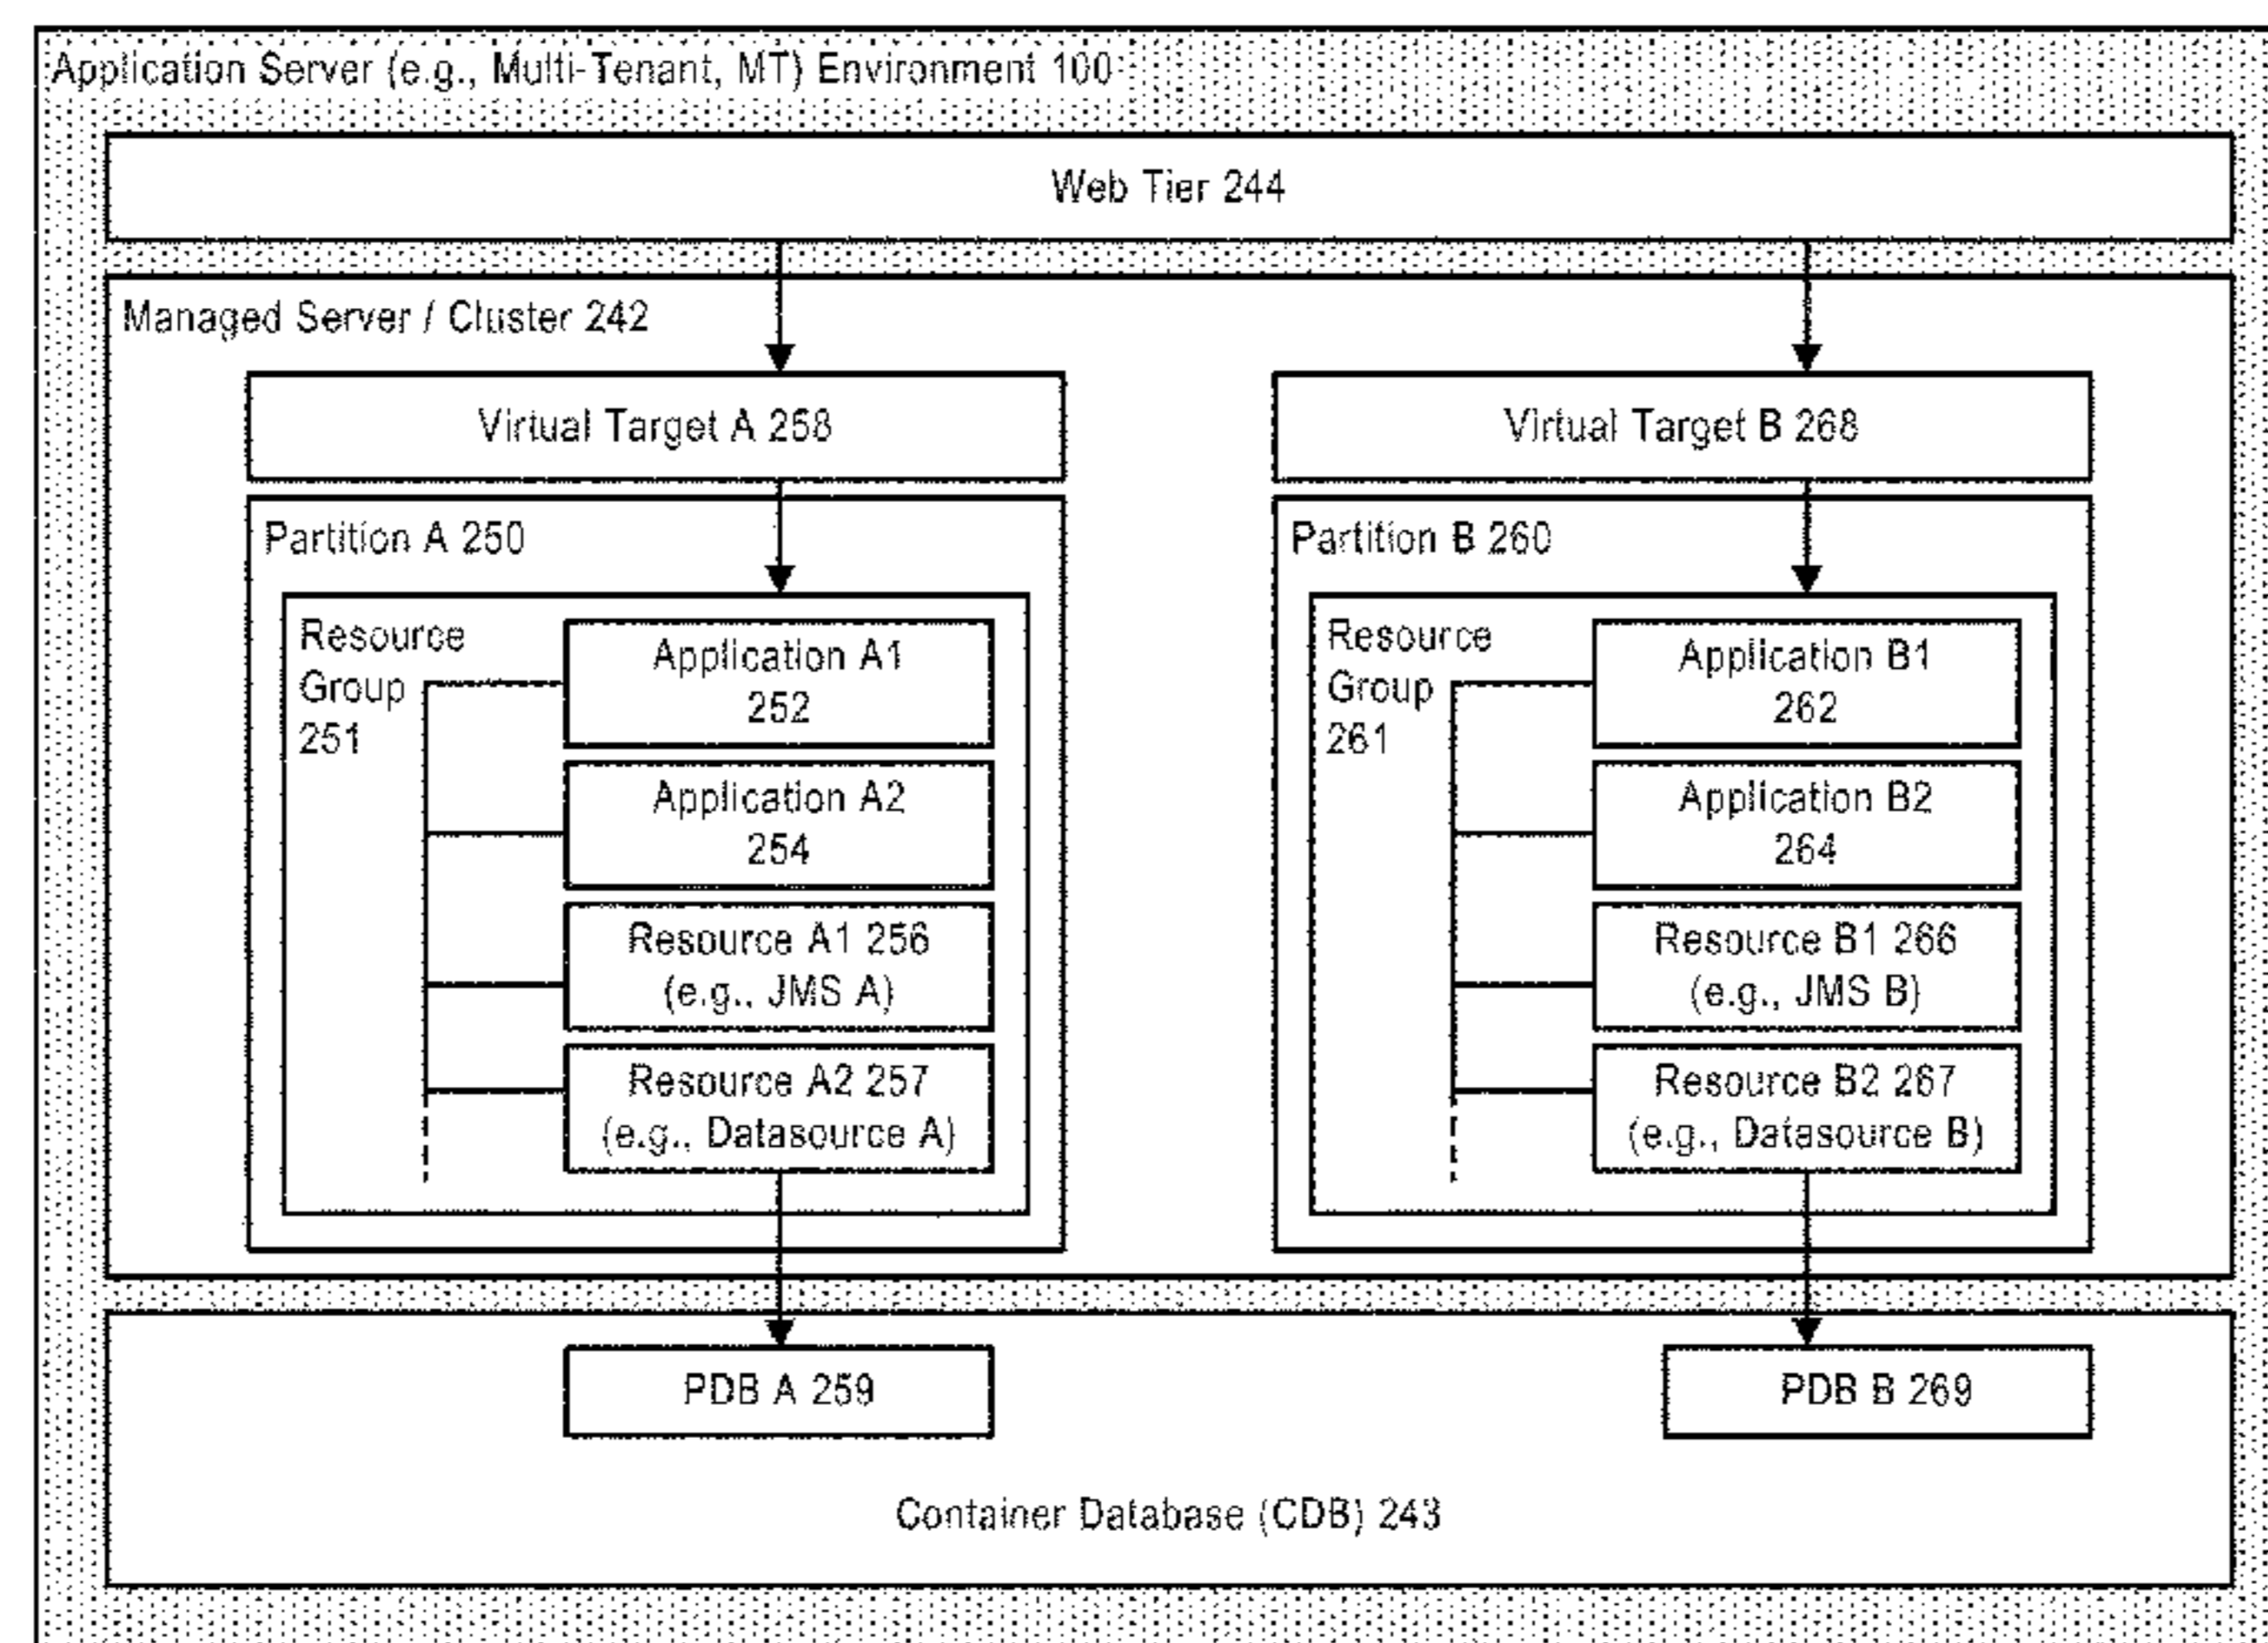 Application Server (e.g., Multi-Tenant, MT) Environment 100
Web Tier 244
Managed Server / Cluster 242
Virtual Target A 258
Virtual Target B 268
Partition A 250
Partition B 260
Resource
Group
251
Application A1
252
Application A2
254
Resource A1 256
(e.g., JMS A)
Resource A2 257
(e.g., Datasource A)
Resource
Group
261
Application B1
262
Application B2
264
Resource B1 266
(e.g., JMS B)
Resource B2 267
(e.g., Datasource B)
PDB A 259
PDB B 269
Container Database (CDB) 243